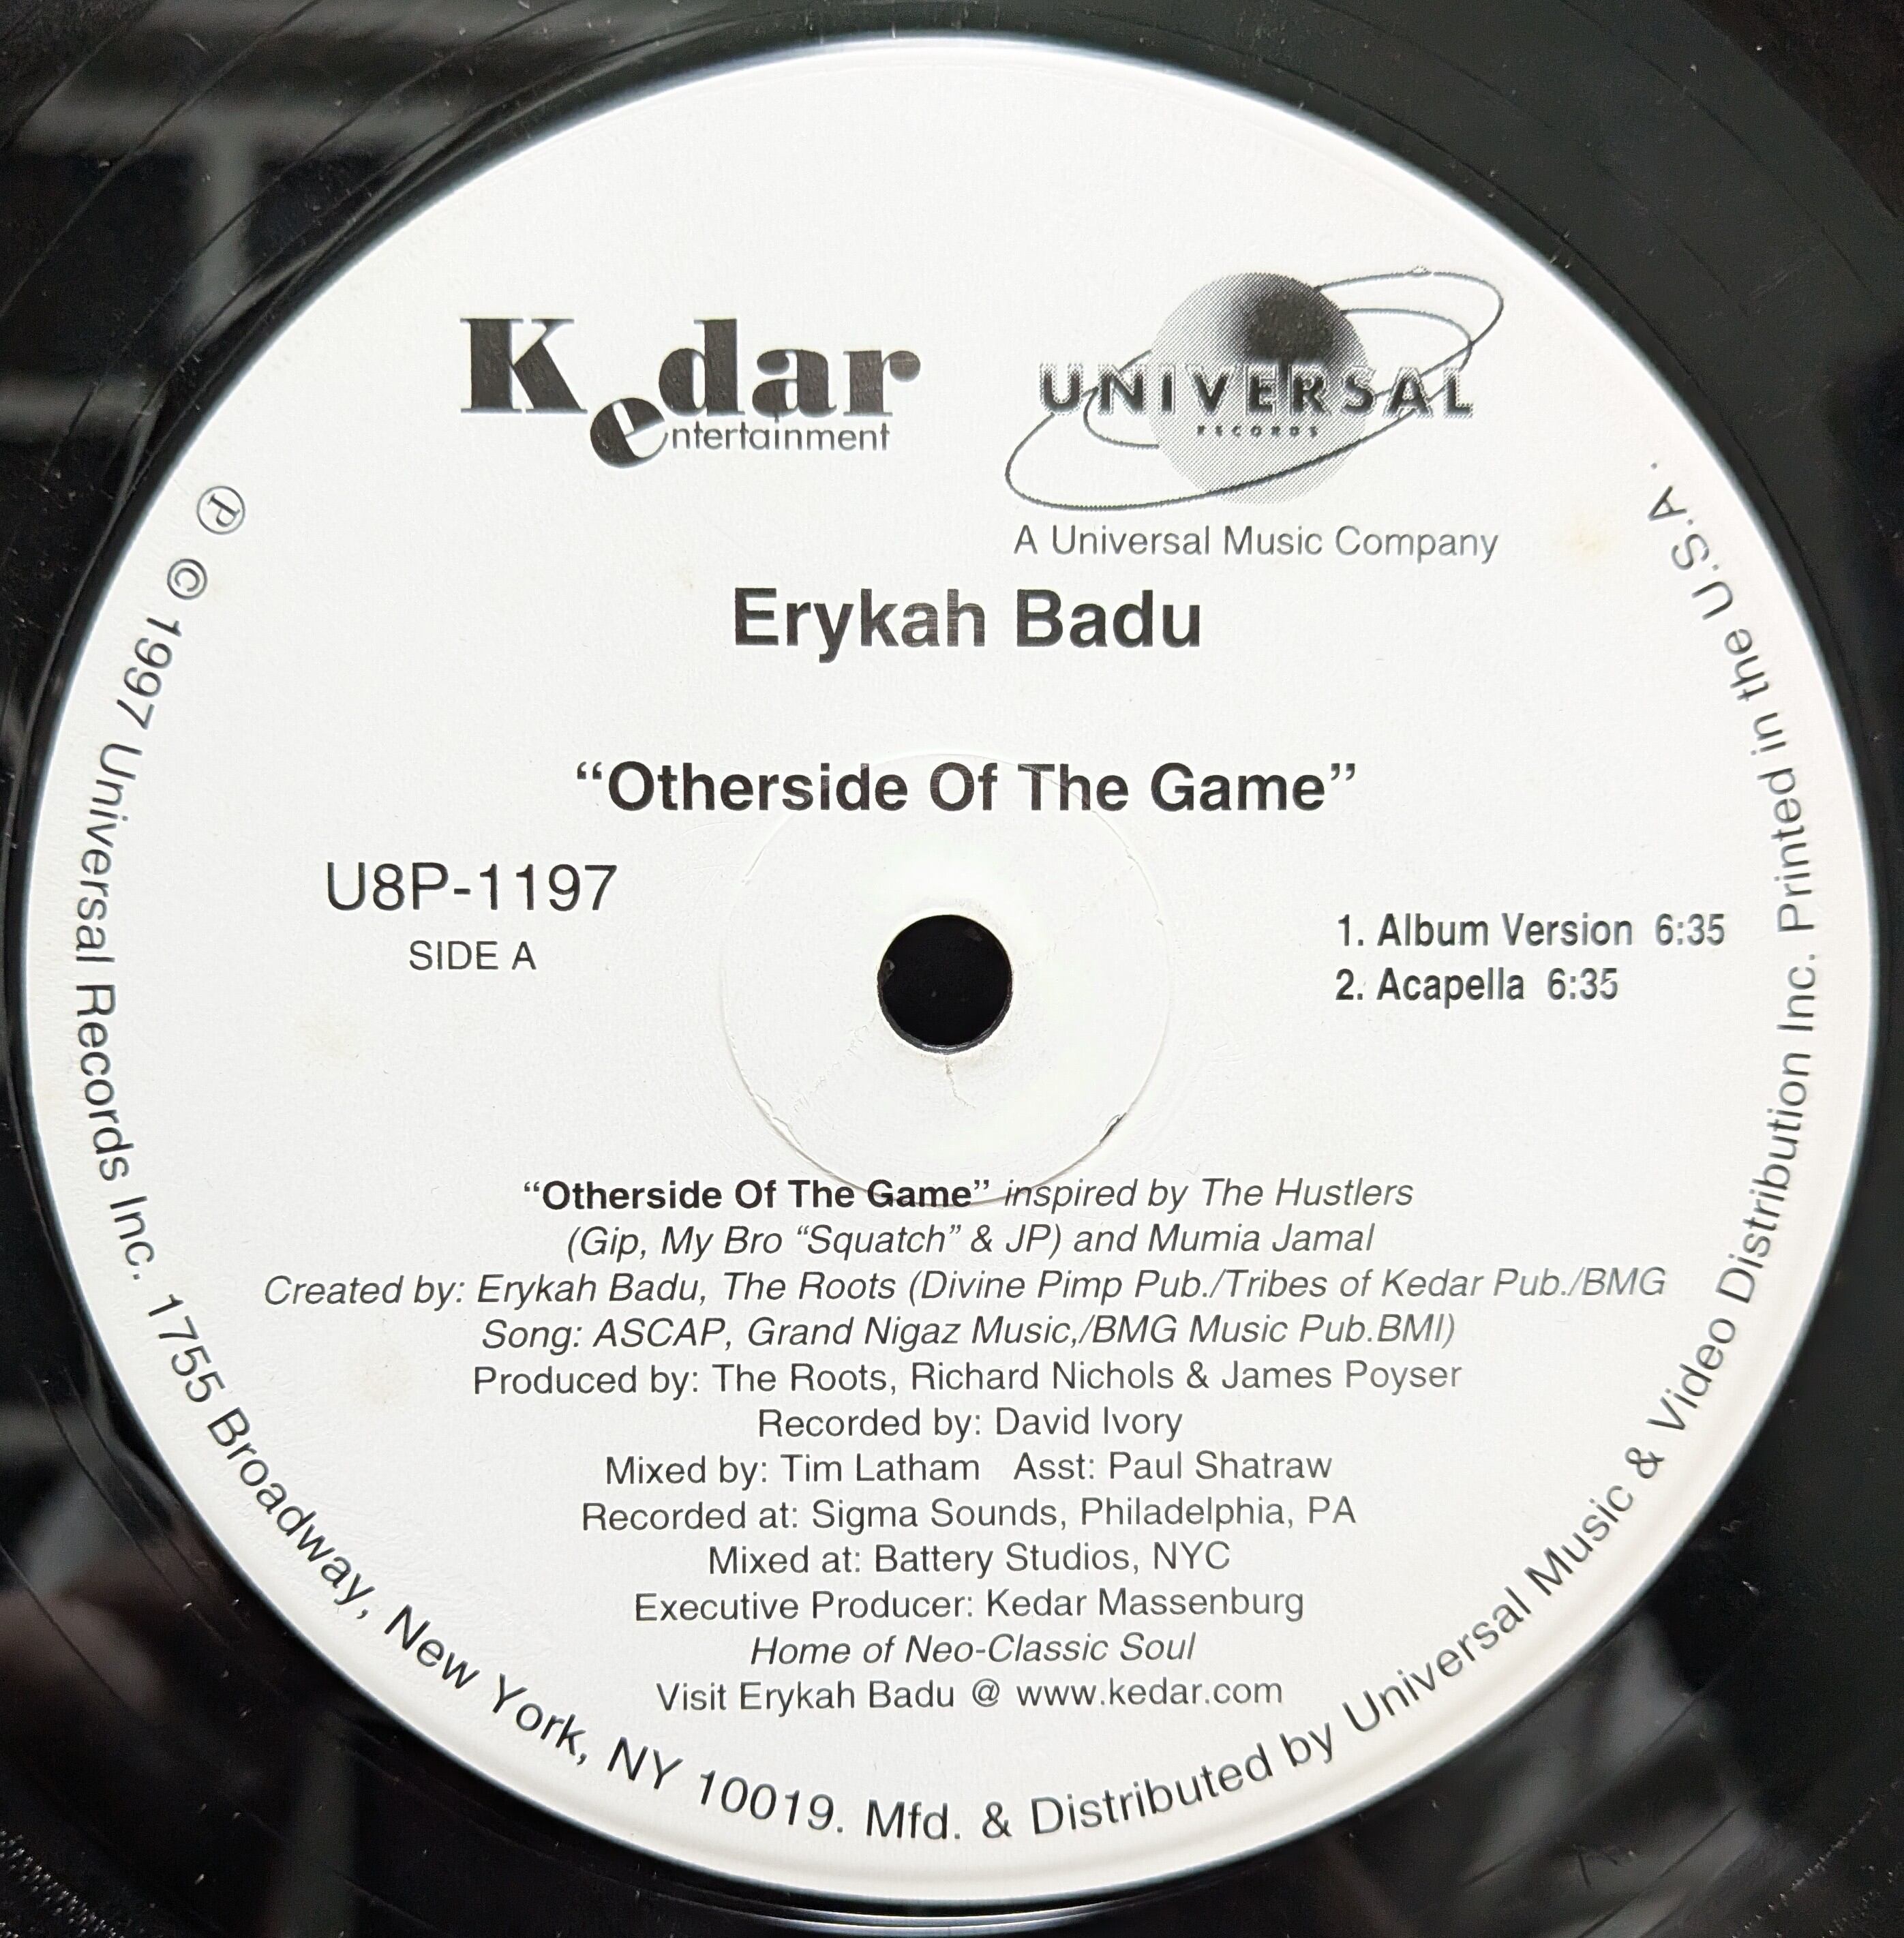 Kedar
entertainment
UNIVERSAL
RECORDS
A Universal Music Company
Erykah Badu
“Otherside Of The Game”
U8P-1197
SIDE A
1. Album Version 6:35
2. Acapella 6:35
“Otherside Of The Game” inspired by The Hustlers
(Gip, My Bro “Squatch” & JP) and Mumia Jamal
Created by: Erykah Badu, The Roots (Divine Pimp Pub./Tribes of Kedar Pub./BMG
Song: ASCAP, Grand Nigaz Music,/BMG Music Pub.BMI)
Produced by: The Roots, Richard Nichols & James Poyser
Recorded by: David Ivory
Mixed by: Tim Latham Asst: Paul Shatraw
Recorded at: Sigma Sounds, Philadelphia, PA
Mixed at: Battery Studios, NYC
Executive Producer: Kedar Massenburg
Home of Neo-Classic Soul
Visit Erykah Badu @ www.kedar.com
℗ © 1997 Universal Records Inc. 1755 Broadway, New York, NY 10019. Mfd. & Distributed by Universal Music & Video Distribution Inc. Printed in the U.S.A.